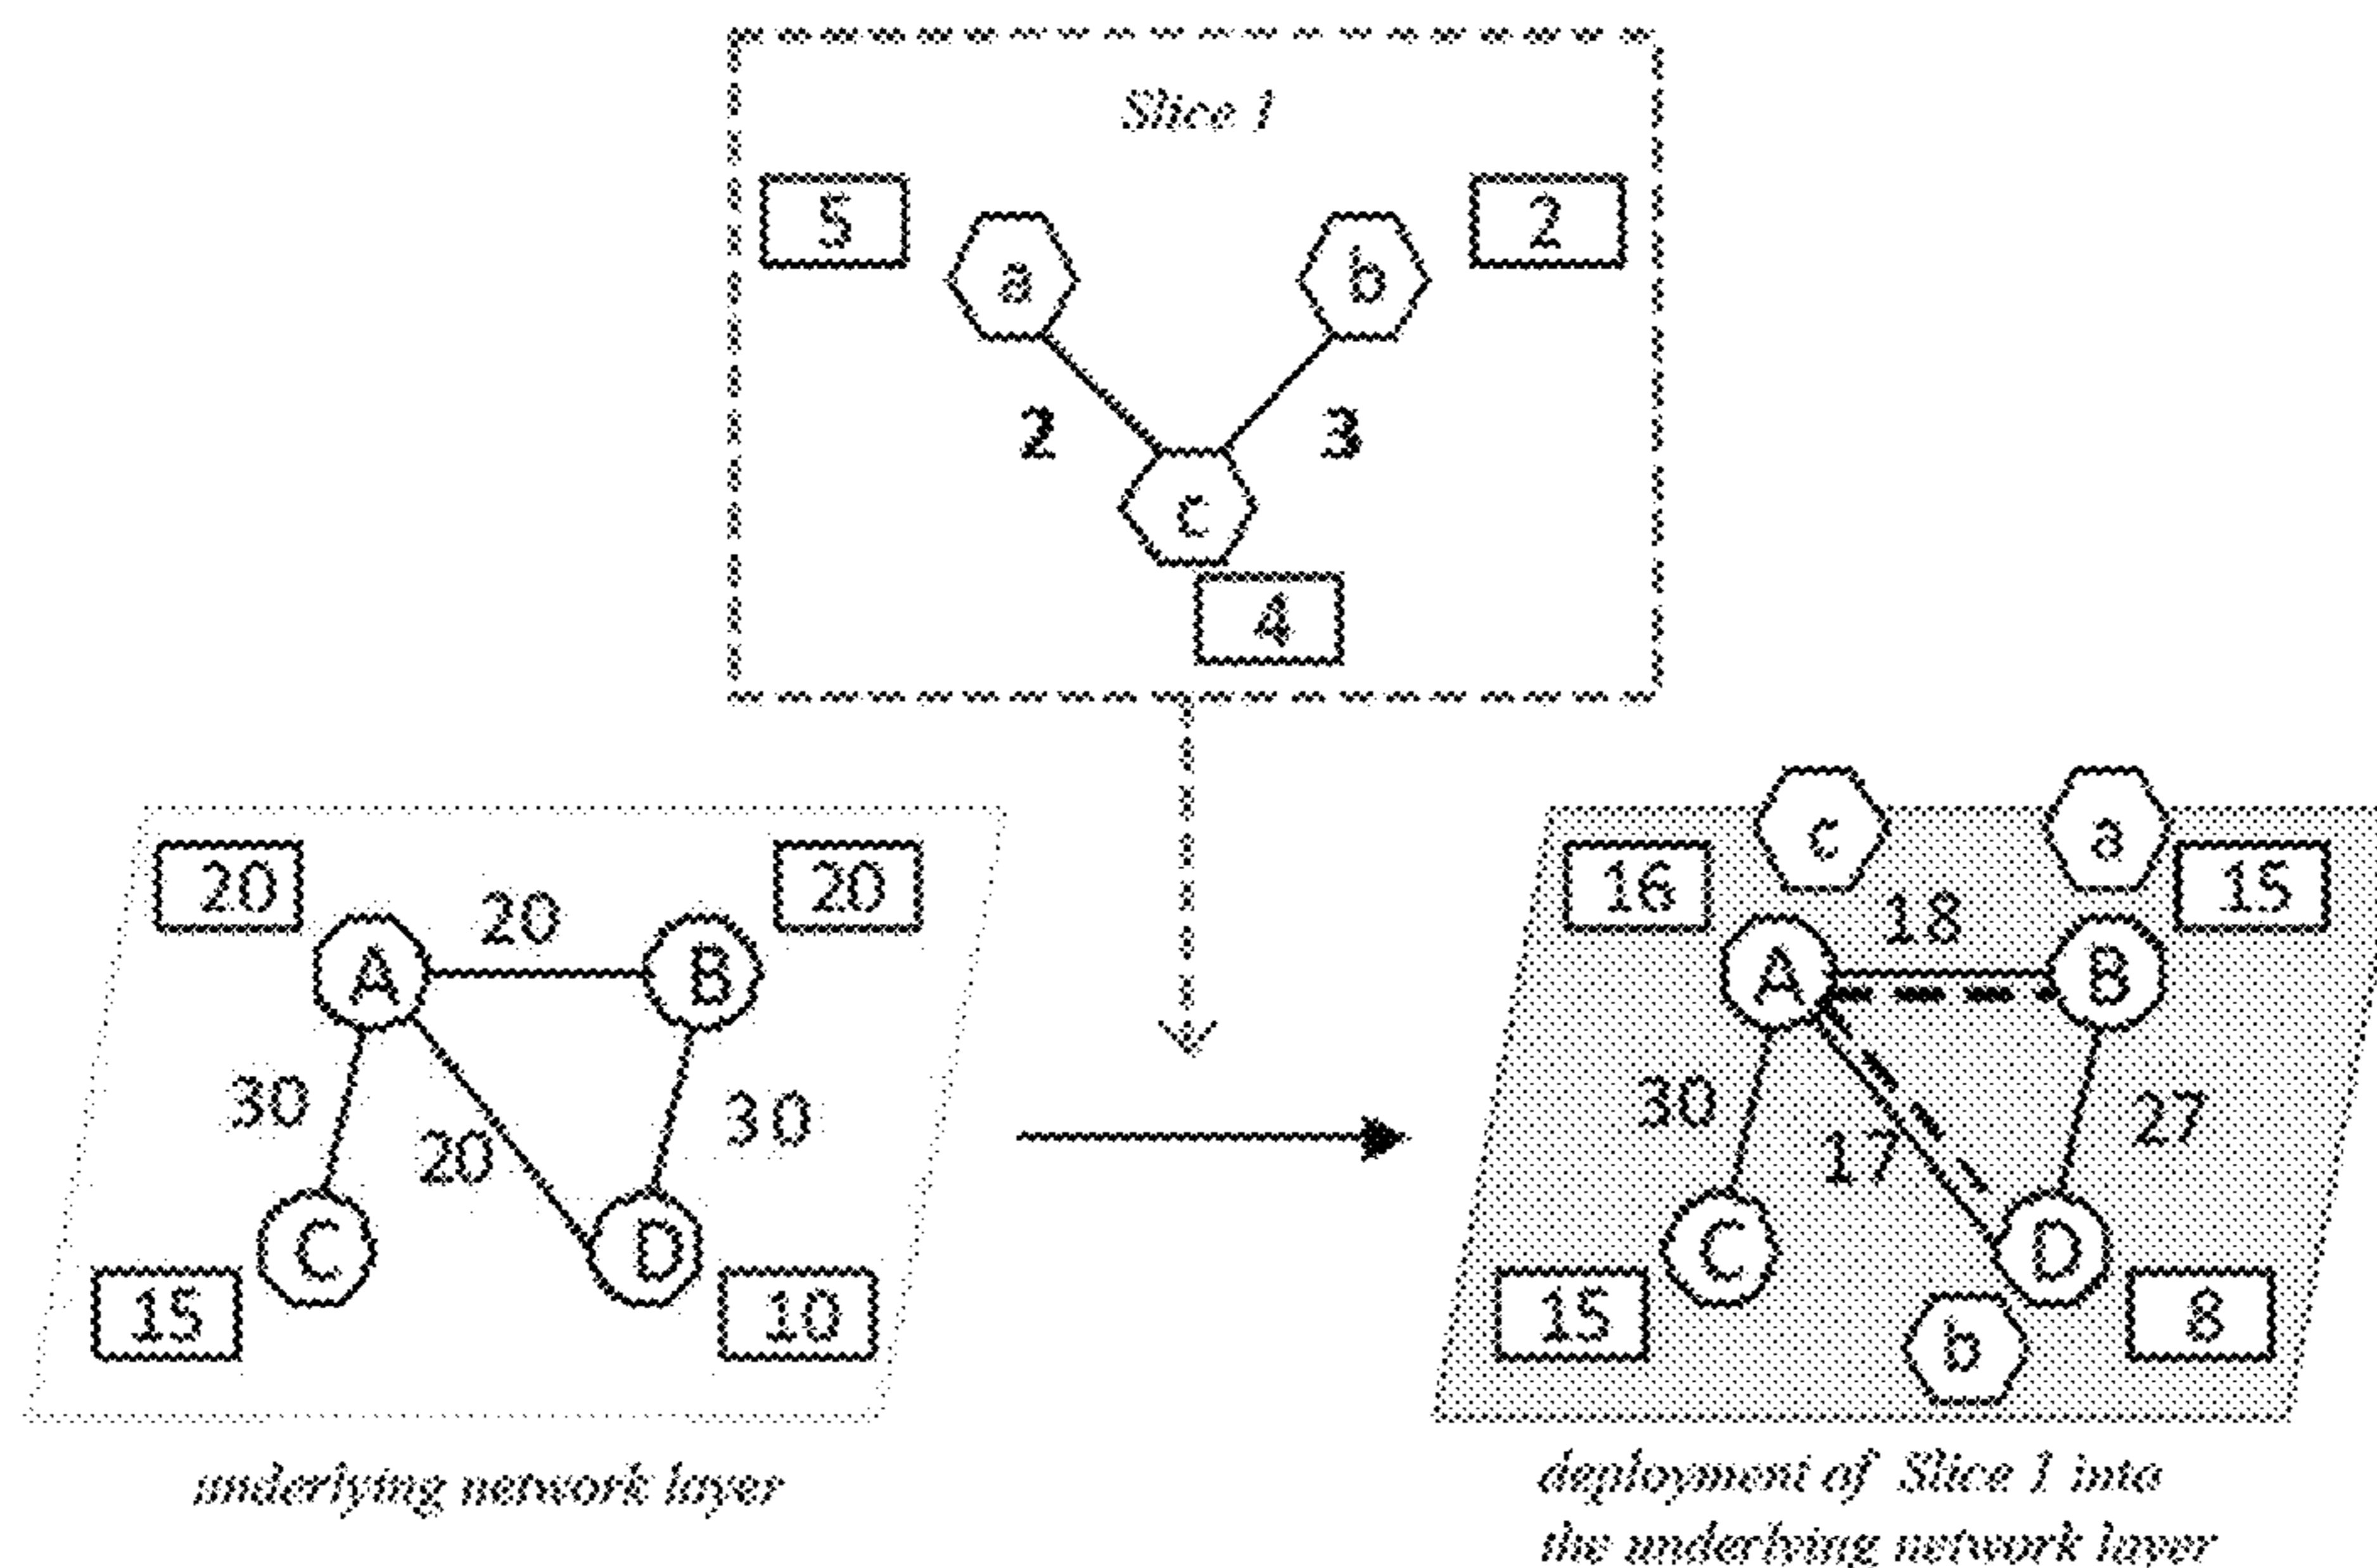 Slice 1
5
2
a
b
2
3
c
4
20
20
20
A
B
30
20
30
C
D
15
10
underlying network layer
c
a
16
15
18
A
B
30
17
27
C
D
15
8
b
deployment of Slice 1 into
the underlying network layer